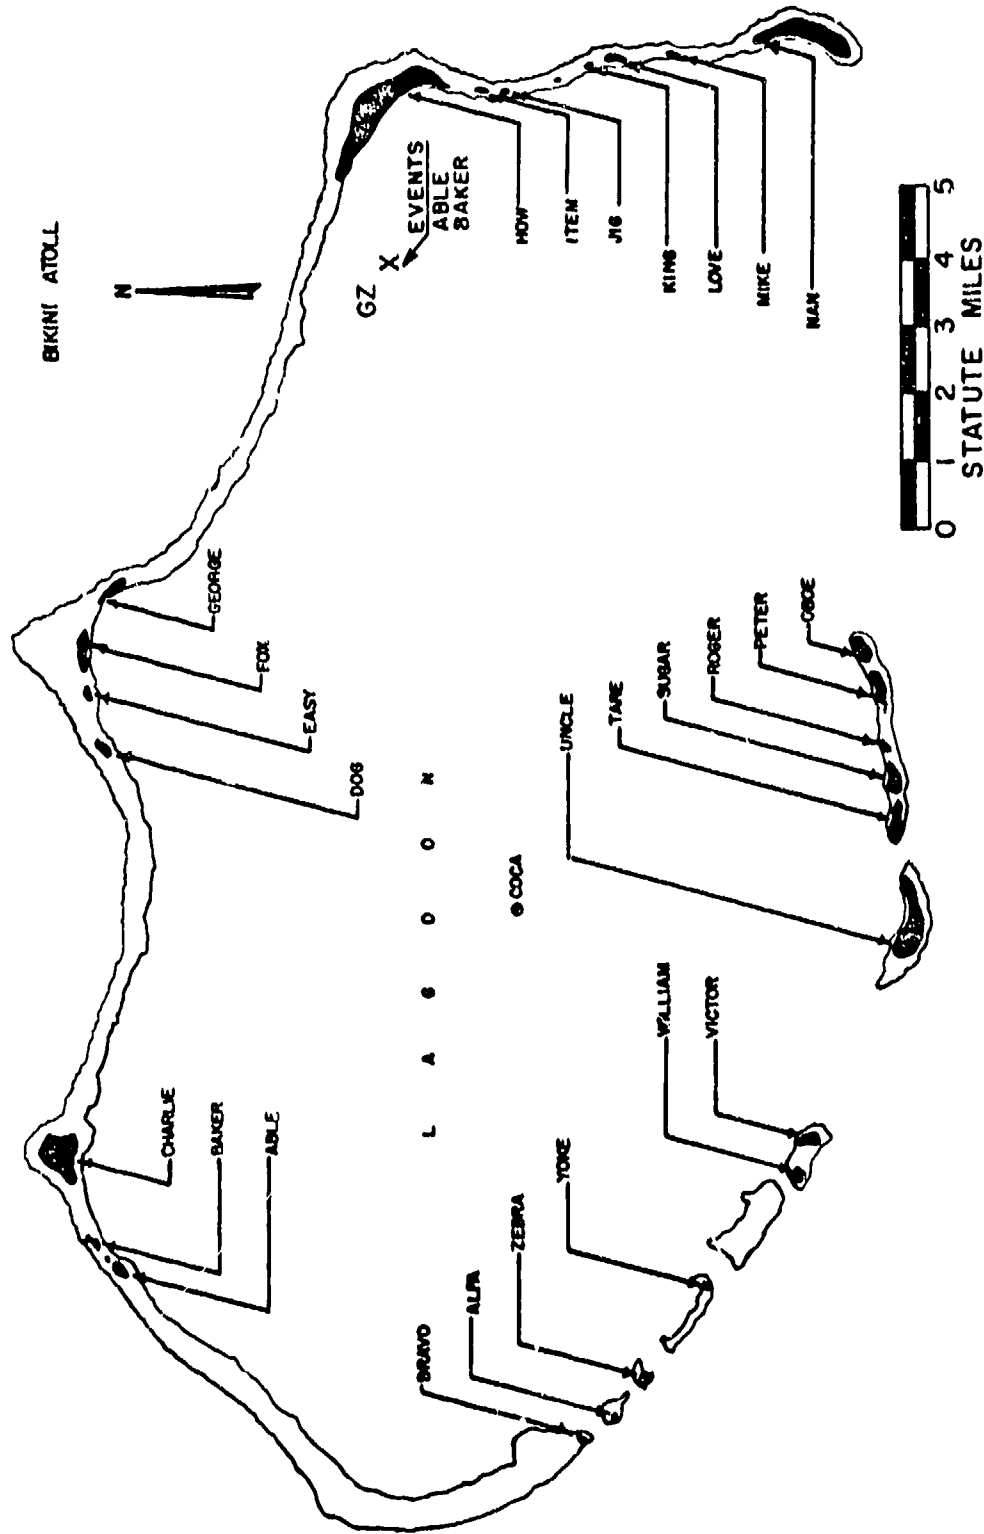 BIKINI ATOLL
N
CHARLIE
BAKER
ABLE
DOG
EASY
FOX
GEORGE
GZ X
EVENTS
ABLE
BAKER
HOW
ITEM
JIG
KING
LOVE
MIKE
NAN
LAGOON
COCA
BRAVO
ALFA
ZEBRA
YOKE
WILLIAM
VICTOR
UNCLE
TARE
SUGAR
ROGER
PETER
OBOE
0 1 2 3 4 5
STATUTE MILES